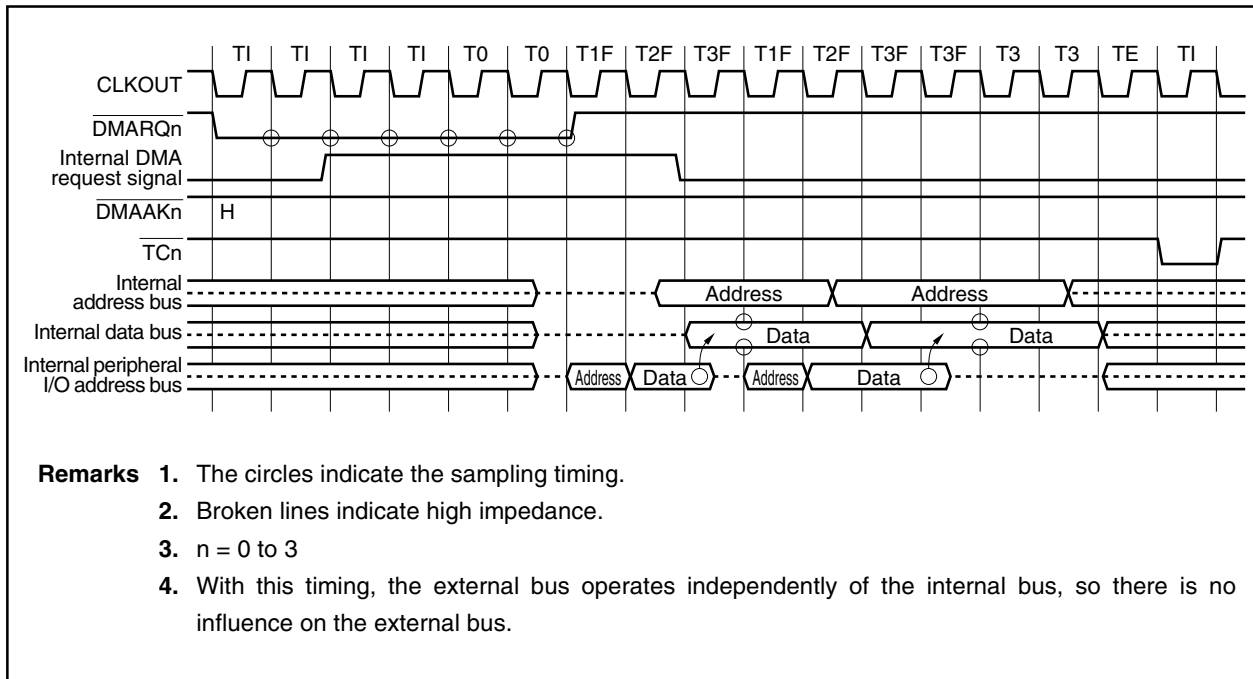 TI TI TI TI T0 T0 T1F T2F T3F T1F T2F T3F T3F T3 T3 TE TI
CLKOUT
DMARQn
Internal DMA
request signal
DMAAKn H
TCn
Internal
address bus Address Address
Internal data bus Data Data
Internal peripheral
I/O address bus Address Data Address Data
Remarks 1. The circles indicate the sampling timing.
2. Broken lines indicate high impedance.
3. n = 0 to 3
4. With this timing, the external bus operates independently of the internal bus, so there is no
influence on the external bus.